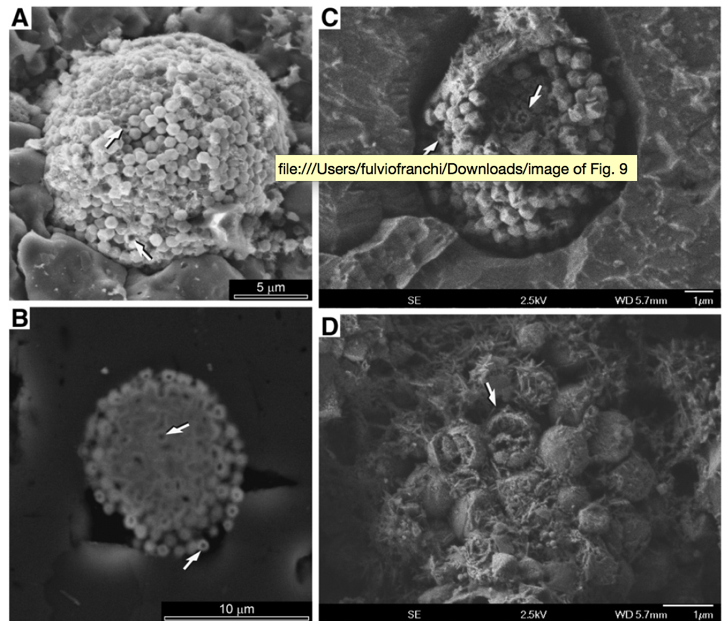 A
C
file:///Users/fulviofranchi/Downloads/image of Fig. 9
5 μm
SE 2.5kV WD 5.7mm 1μm
B
D
10 μm
SE 2.5kV WD 5.7mm 1μm